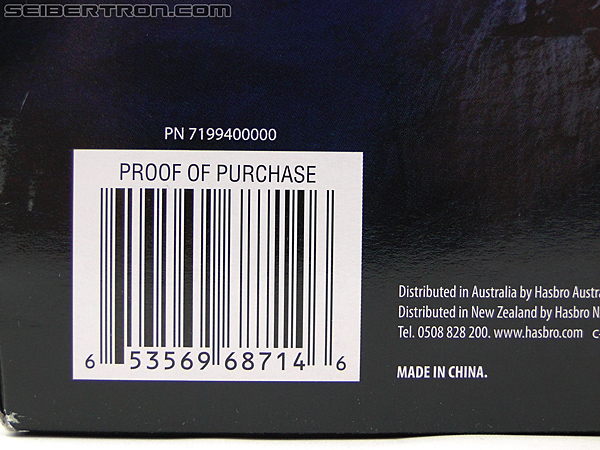 SEIBERTRON.COM
PN 7199400000
PROOF OF PURCHASE
6 53569 68714 6
Distributed in Australia by Hasbro
Distributed in New Zealand by Hasbro
Tel. 0508 828 200. www.hasbro.com
MADE IN CHINA.